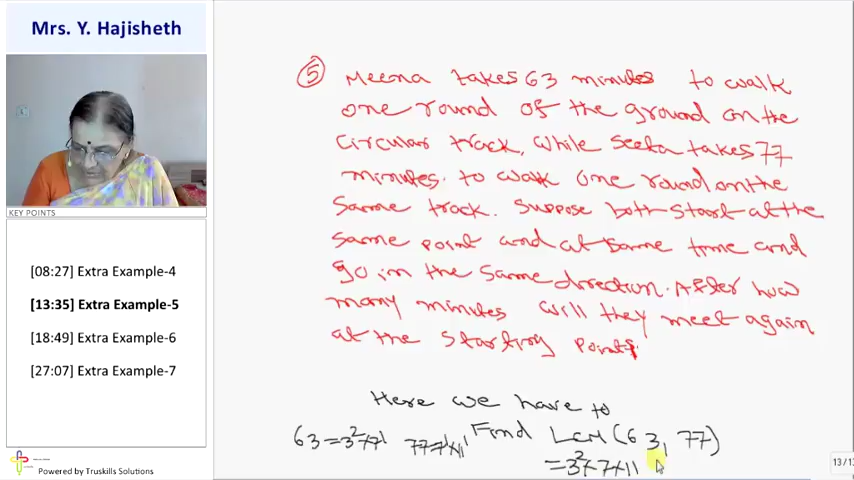 Mrs. Y. Hajisheth
KEY POINTS
[08:27] Extra Example-4
[13:35] Extra Example-5
[18:49] Extra Example-6
[27:07] Extra Example-7
Powered by Truskills Solutions
⑤ Meena takes 63 minutes to walk
one round of the ground on the
circular track, while Seeta takes 77
minutes. to walk one round on the
same track. Suppose both start at the
same point and at same time and
go in the same direction. After how
many minutes will they meet again
at the starting point.
Here we have to
63=3²×7¹ 77=7¹×11¹ Find LCM(63, 77)
=3²×7×11
13/13